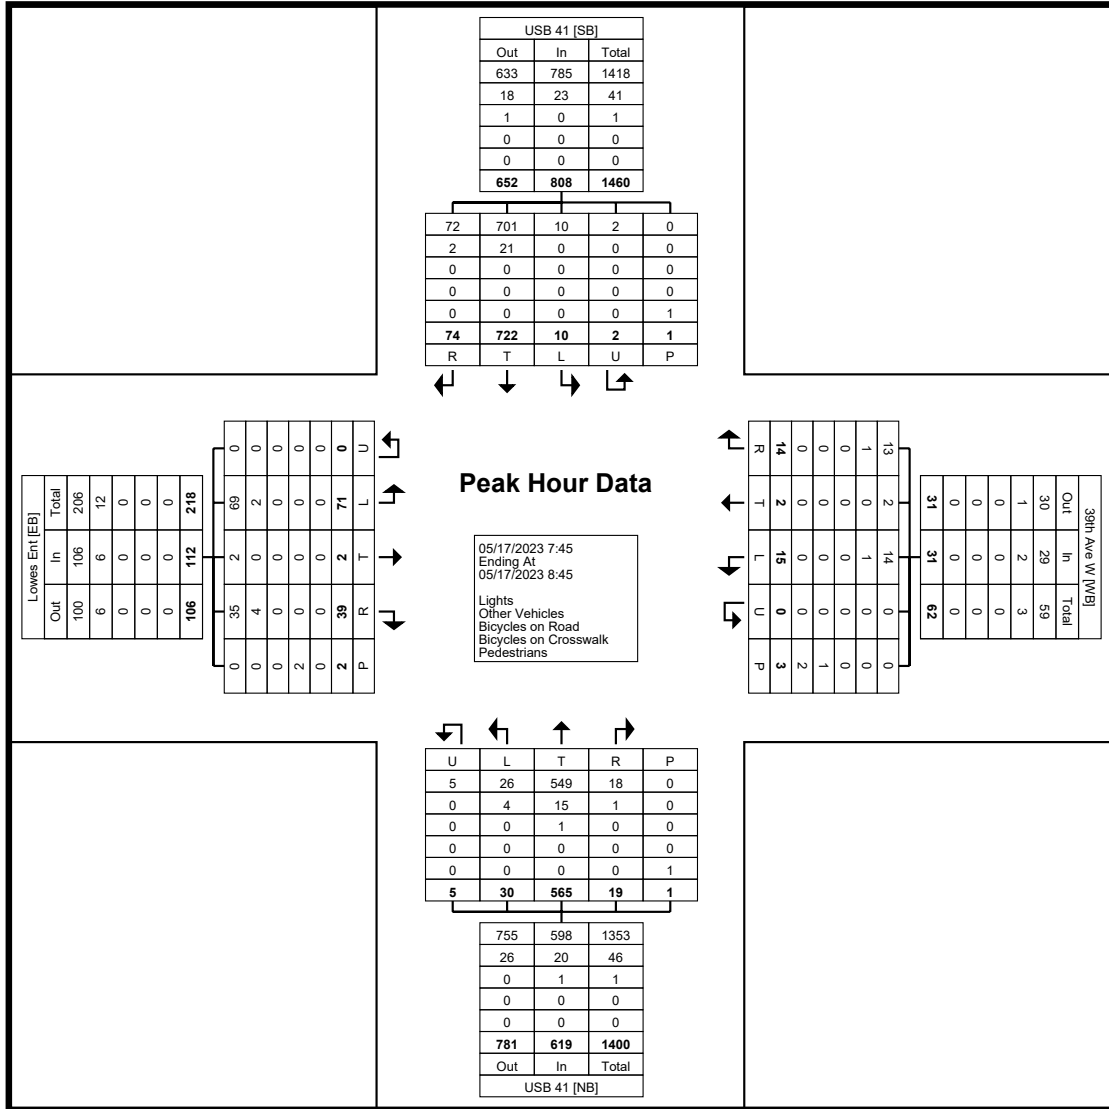 USB 41 [SB]
Out In Total
633 785 1418
18 23 41
1 0 1
0 0 0
0 0 0
652 808 1460
72 701 10 2 0
2 21 0 0 0
0 0 0 0 0
0 0 0 0 0
0 0 0 0 1
74 722 10 2 1
R T L U P
Lowes Ent [EB]
Total In Out
206 106 100
12 6 6
0 0 0
0 0 0
0 0 0
218 112 106
0 69 2 35 0
0 2 0 4 0
0 0 0 0 0
0 0 0 0 2
0 0 0 0 0
0 71 2 39 2
U L T R P
Peak Hour Data
05/17/2023 7:45
Ending At
05/17/2023 8:45
Lights
Other Vehicles
Bicycles on Road
Bicycles on Crosswalk
Pedestrians
R T L U P
14 2 15 0 3
0 0 0 0 2
0 0 0 0 1
0 0 0 0 0
1 0 1 0 0
13 2 14 0 0
39th Ave W [WB]
Out In Total
30 29 59
1 2 3
0 0 0
0 0 0
0 0 0
31 31 62
U L T R P
5 26 549 18 0
0 4 15 1 0
0 0 1 0 0
0 0 0 0 0
0 0 0 0 1
5 30 565 19 1
755 598 1353
26 20 46
0 1 1
0 0 0
0 0 0
781 619 1400
Out In Total
USB 41 [NB]